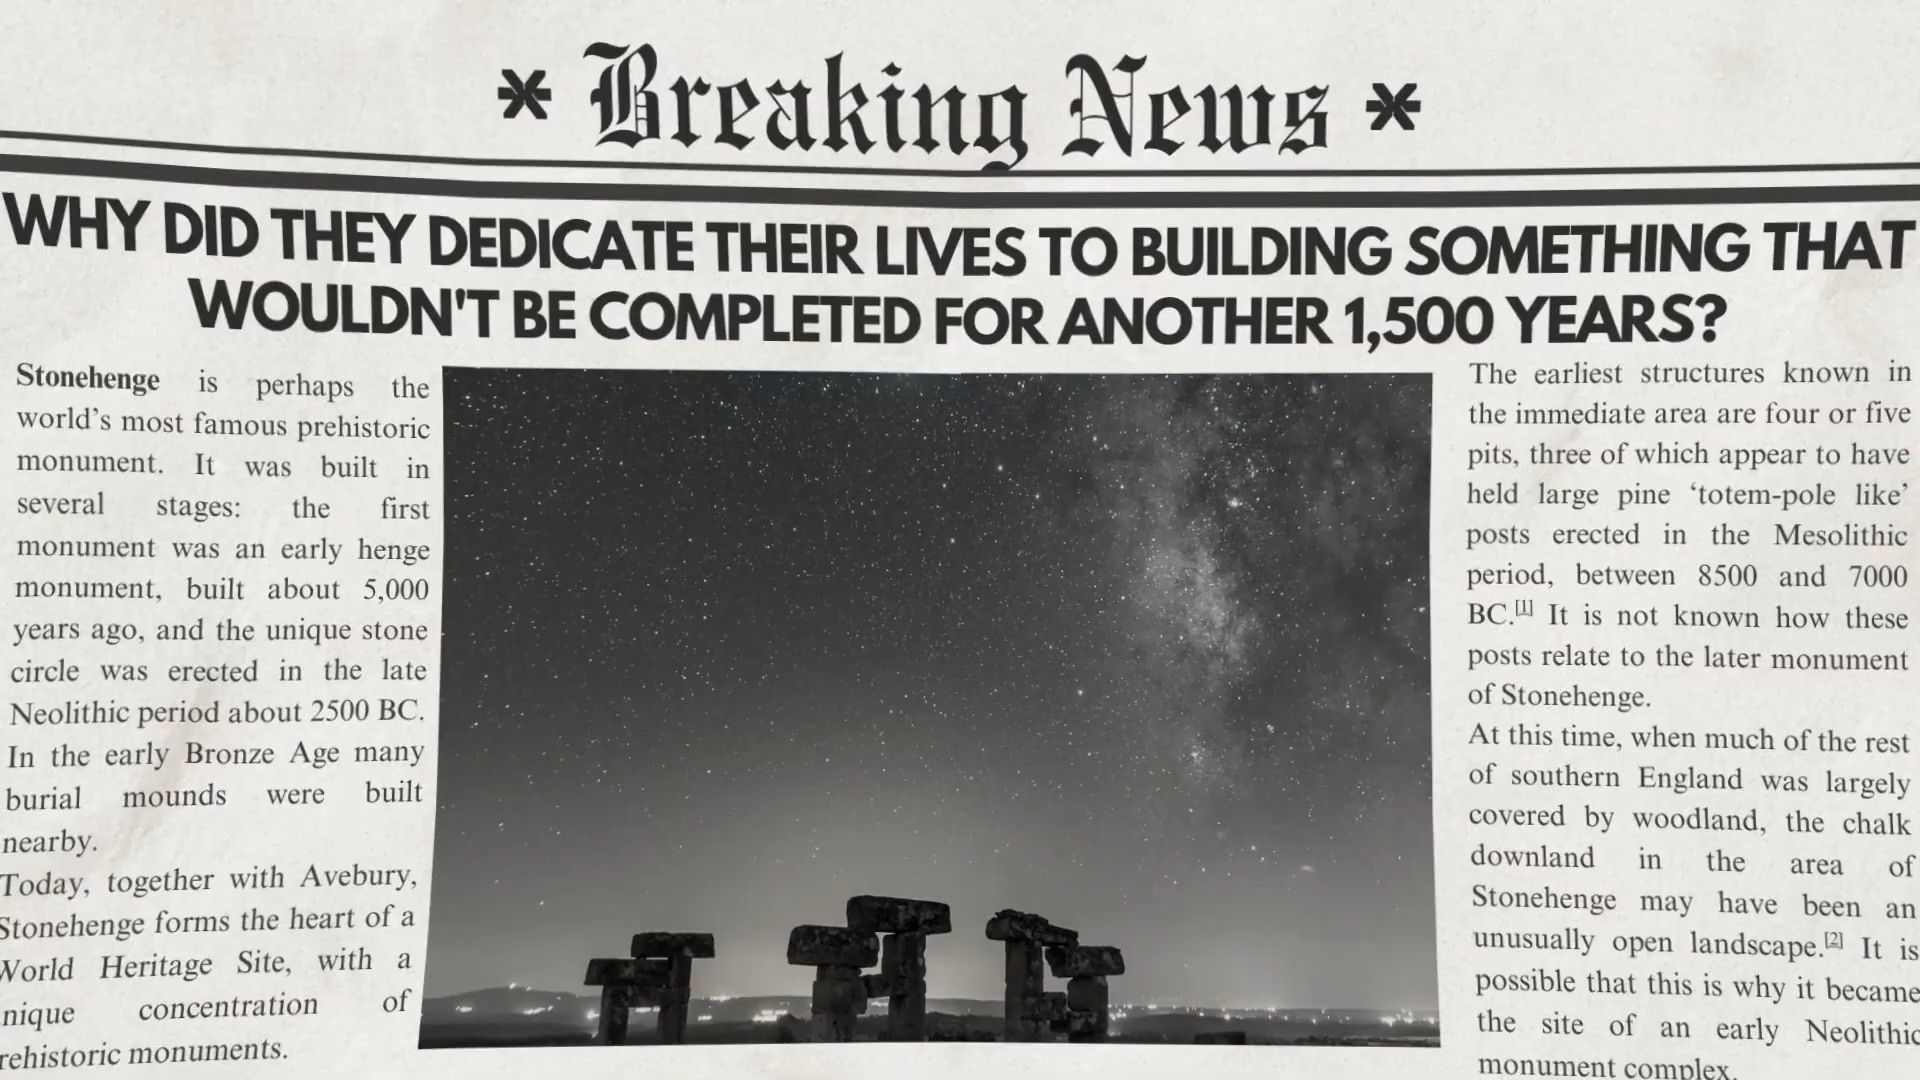 * Breaking News *
WHY DID THEY DEDICATE THEIR LIVES TO BUILDING SOMETHING THAT
WOULDN'T BE COMPLETED FOR ANOTHER 1,500 YEARS?
Stonehenge is perhaps the
world’s most famous prehistoric
monument. It was built in
several stages: the first
monument was an early henge
monument, built about 5,000
years ago, and the unique stone
circle was erected in the late
Neolithic period about 2500 BC.
In the early Bronze Age many
burial mounds were built
nearby.
Today, together with Avebury,
Stonehenge forms the heart of a
World Heritage Site, with a
nique concentration of
rehistoric monuments.
The earliest structures known in
the immediate area are four or five
pits, three of which appear to have
held large pine ‘totem-pole like’
posts erected in the Mesolithic
period, between 8500 and 7000
BC.[1] It is not known how these
posts relate to the later monument
of Stonehenge.
At this time, when much of the rest
of southern England was largely
covered by woodland, the chalk
downland in the area of
Stonehenge may have been an
unusually open landscape.[2] It is
possible that this is why it became
the site of an early Neolithic
monument complex.